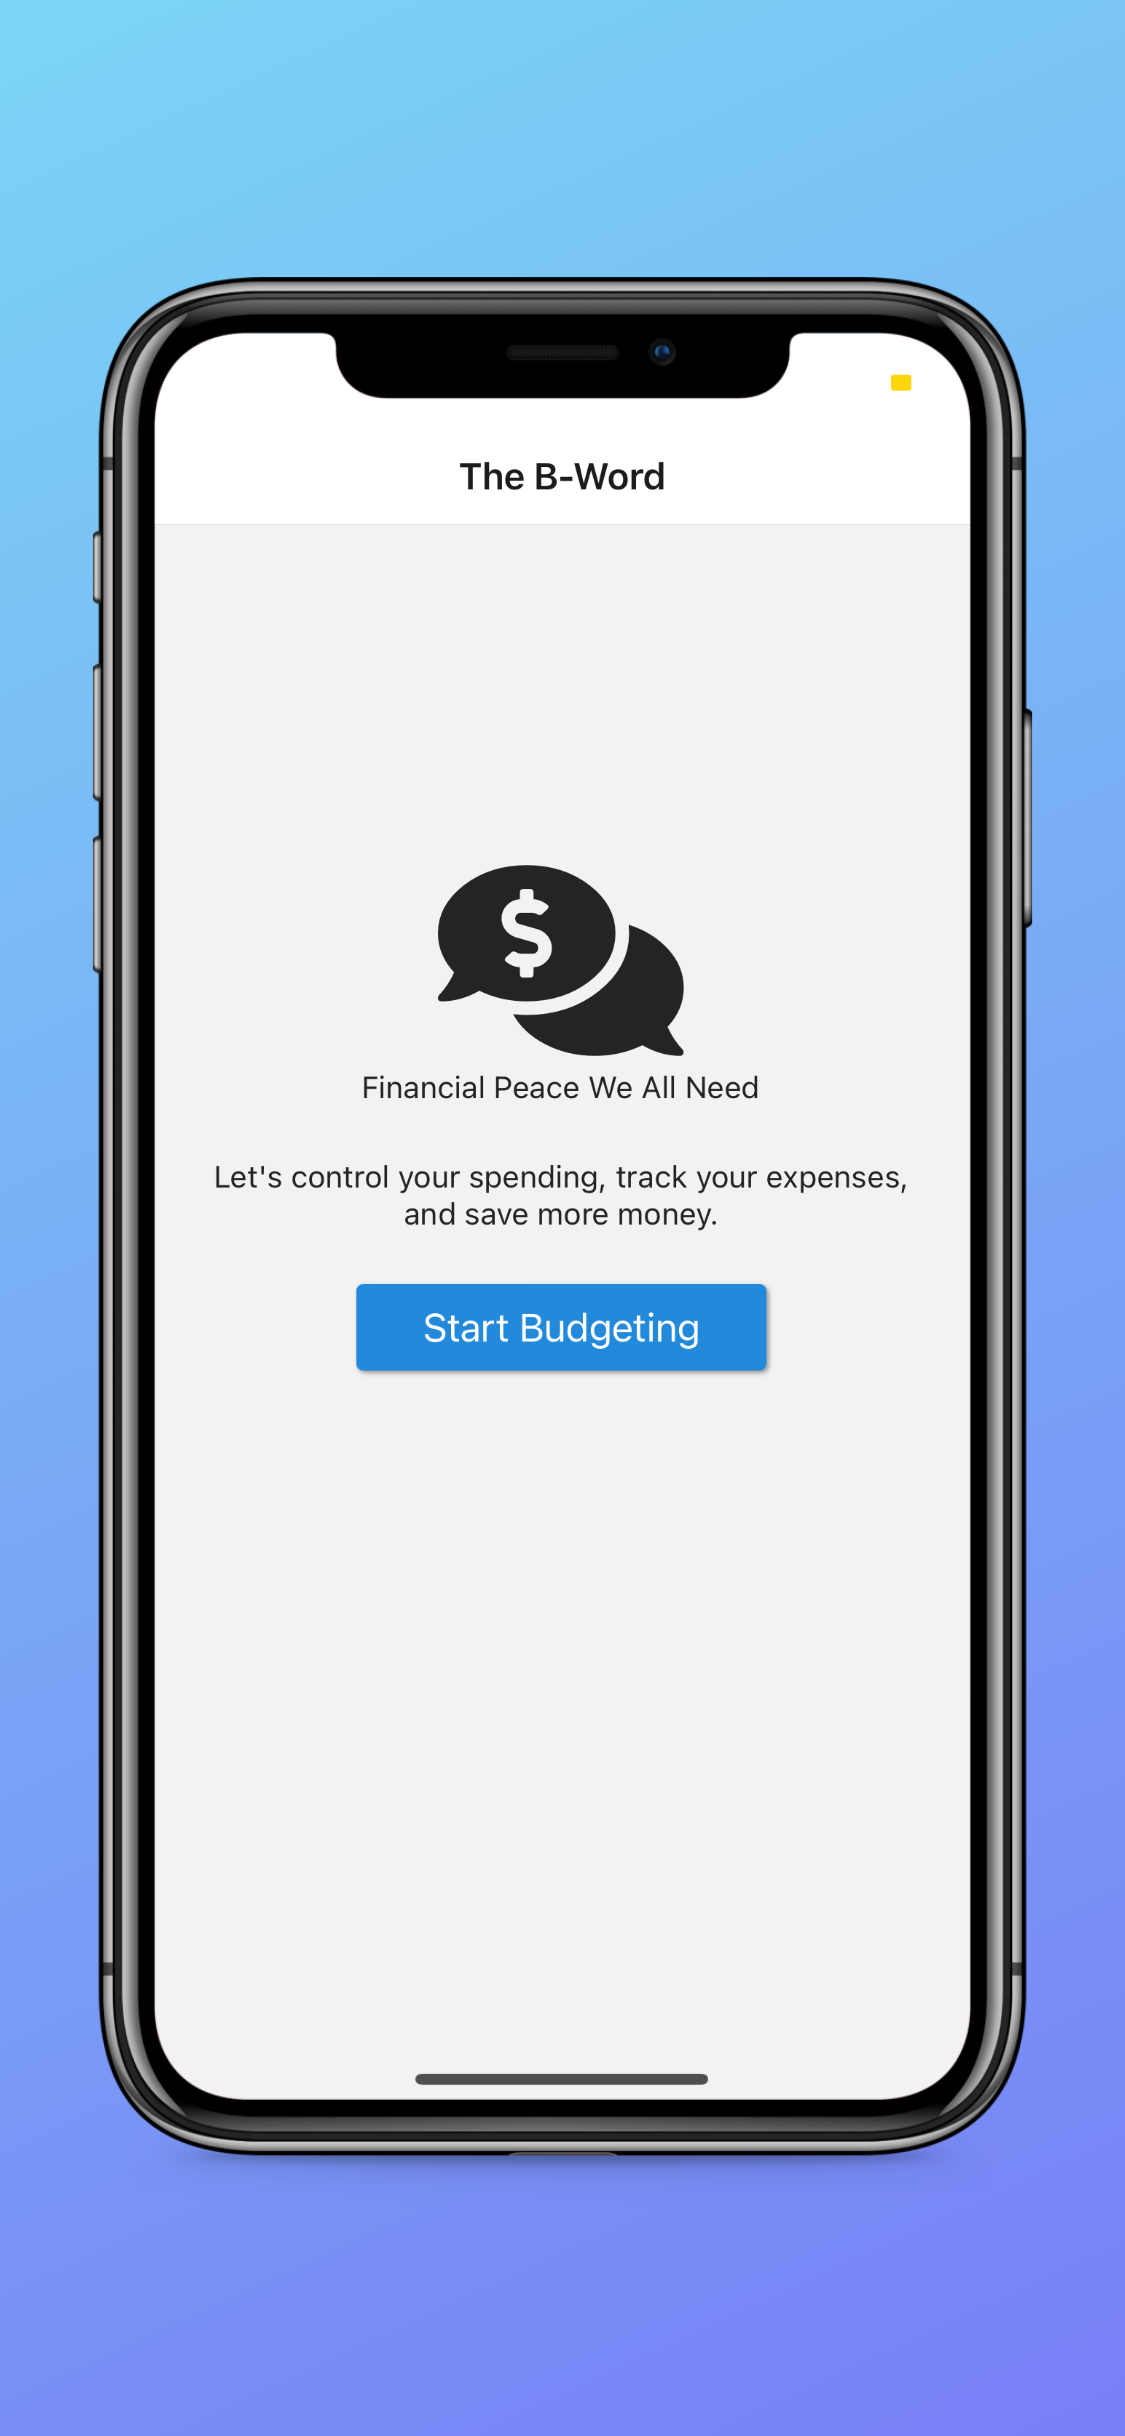 The B-Word
$
Financial Peace We All Need
Let's control your spending, track your expenses,
and save more money.
Start Budgeting